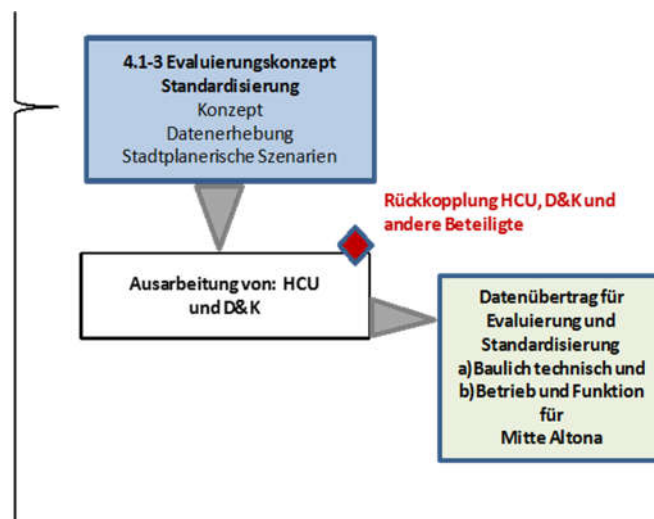 4.1-3 Evaluierungskonzept
Standardisierung
Konzept
Datenerhebung
Stadtplanerische Szenarien
Rückkopplung HCU, D&K und
andere Beteiligte
Ausarbeitung von: HCU
und D&K
Datenübertrag für
Evaluierung und
Standardisierung
a)Baulich technisch und
b)Betrieb und Funktion
für
Mitte Altona